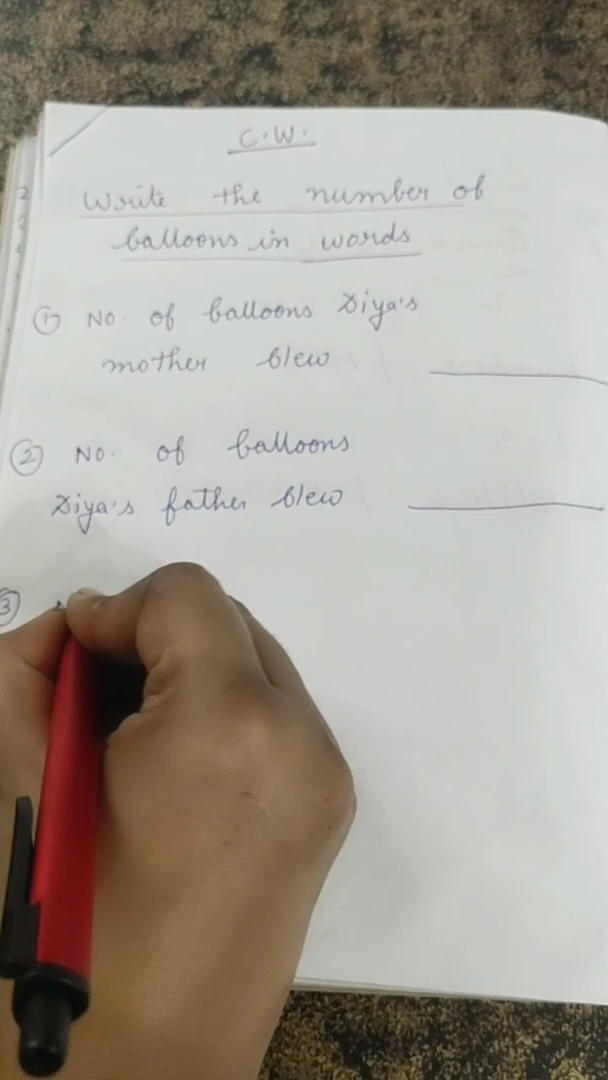 C.W.
Write the number of
balloons in words
① No. of balloons Diya's
mother blew
② No. of balloons
Diya's father blew
③